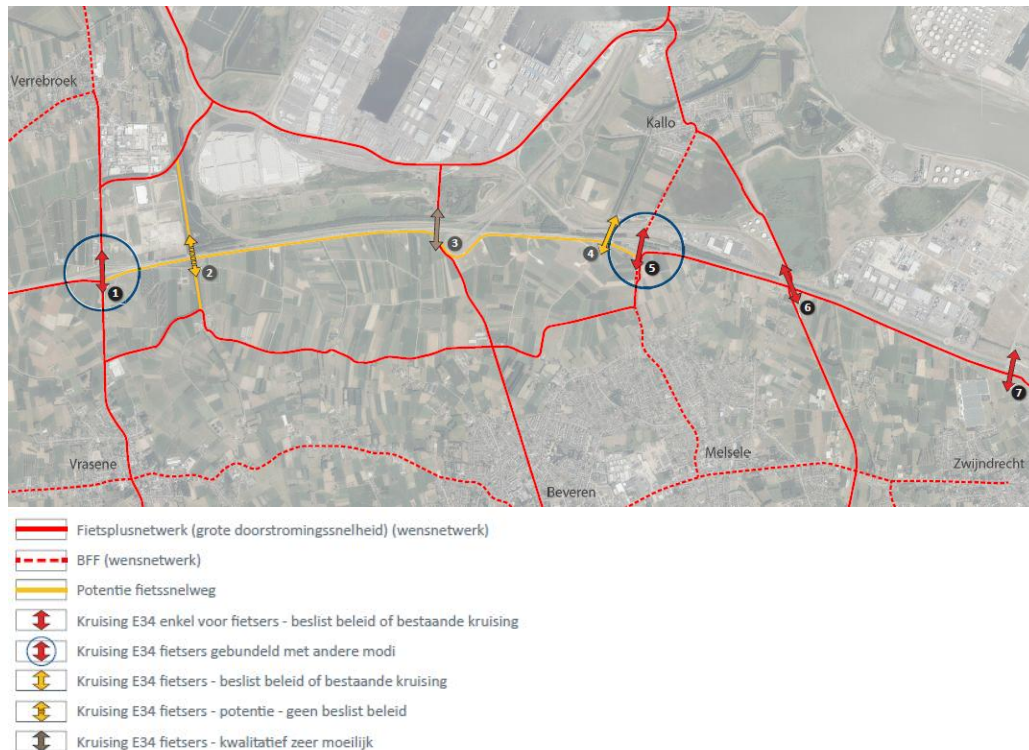 Verrebroek
Kallo
1
2
3
4
5
6
7
Vrasene
Melsele
Zwijndrecht
Beveren
Fietsplusnetwerk (grote doorstromingssnelheid) (wensnetwerk)
BFF (wensnetwerk)
Potentie fietssnelweg
Kruising E34 enkel voor fietsers - beslist beleid of bestaande kruising
Kruising E34 fietsers gebundeld met andere modi
Kruising E34 fietsers - beslist beleid of bestaande kruising
Kruising E34 fietsers - potentie - geen beslist beleid
Kruising E34 fietsers - kwalitatief zeer moeilijk